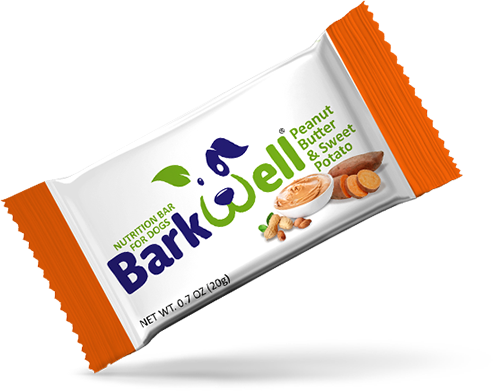 NUTRITION BAR
FOR DOGS
BarkWell®
Peanut
Butter
& Sweet
Potato
NET WT. 0.7 OZ (20g)